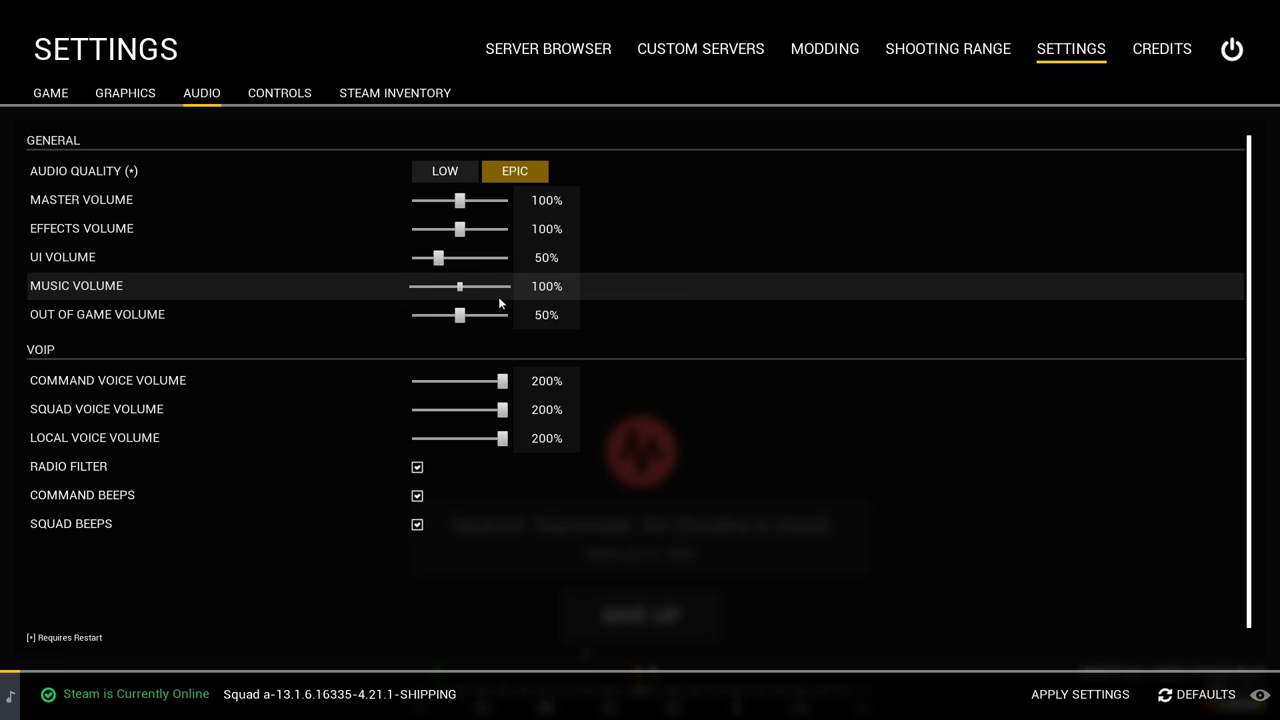 SETTINGS
SERVER BROWSER CUSTOM SERVERS MODDING SHOOTING RANGE SETTINGS CREDITS
GAME GRAPHICS AUDIO CONTROLS STEAM INVENTORY
GENERAL
AUDIO QUALITY (*) LOW EPIC
MASTER VOLUME 100%
EFFECTS VOLUME 100%
UI VOLUME 50%
MUSIC VOLUME 100%
OUT OF GAME VOLUME 50%
VOIP
COMMAND VOICE VOLUME 200%
SQUAD VOICE VOLUME 200%
LOCAL VOICE VOLUME 200%
RADIO FILTER
COMMAND BEEPS
SQUAD BEEPS
GIVE UP
[*] Requires Restart
Steam is Currently Online Squad a-13.1.6.16335-4.21.1-SHIPPING APPLY SETTINGS DEFAULTS